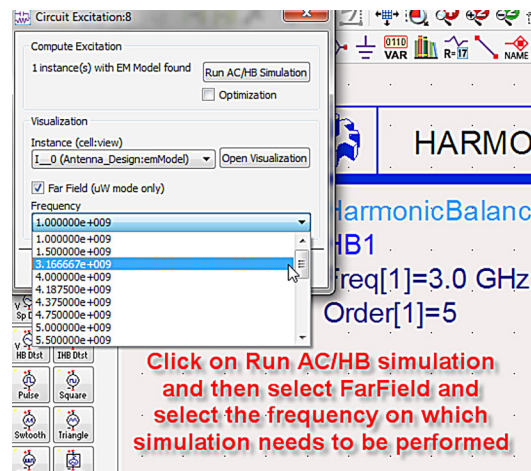 Circuit Excitation:8
Compute Excitation
1 instance(s) with EM Model found
Run AC/HB Simulation
Optimization
Visualization
Instance (cell:view)
I__0 (Antenna_Design:emModel)
Open Visualization
Far Field (uW mode only)
Frequency
1.000000e+009
1.000000e+009
1.500000e+009
3.166667e+009
4.000000e+009
4.187500e+009
4.375000e+009
4.750000e+009
5.000000e+009
5.500000e+009
0110
VAR
R=17
NAME
HARMO
HarmonicBalanc
HB1
Freq[1]=3.0 GHz
Order[1]=5
V
Sp D
HB Dtst
IHB Dtst
Pulse
Square
Swtooth
Triangle
Click on Run AC/HB simulation
and then select FarField and
select the frequency on which
simulation needs to be performed